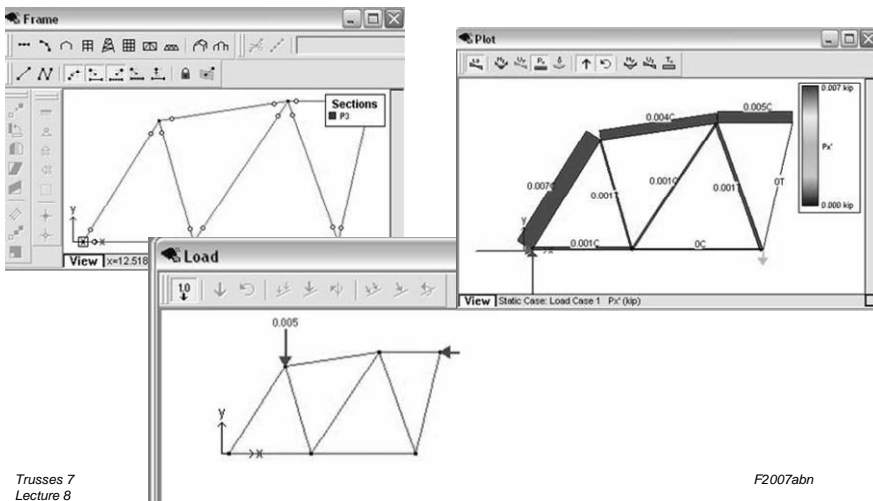 Frame
Sections
P3
y
x
View x=12.518
Plot
0.007 kip
Px'
0.000 kip
0.005C
0.004C
0.007C
0.001T
0.001C
0.001T
0T
0.001C
0C
y
View Static Case: Load Case 1 Px' (kip)
Load
1.0
0.005
y
x
Trusses 7
Lecture 8
F2007abn